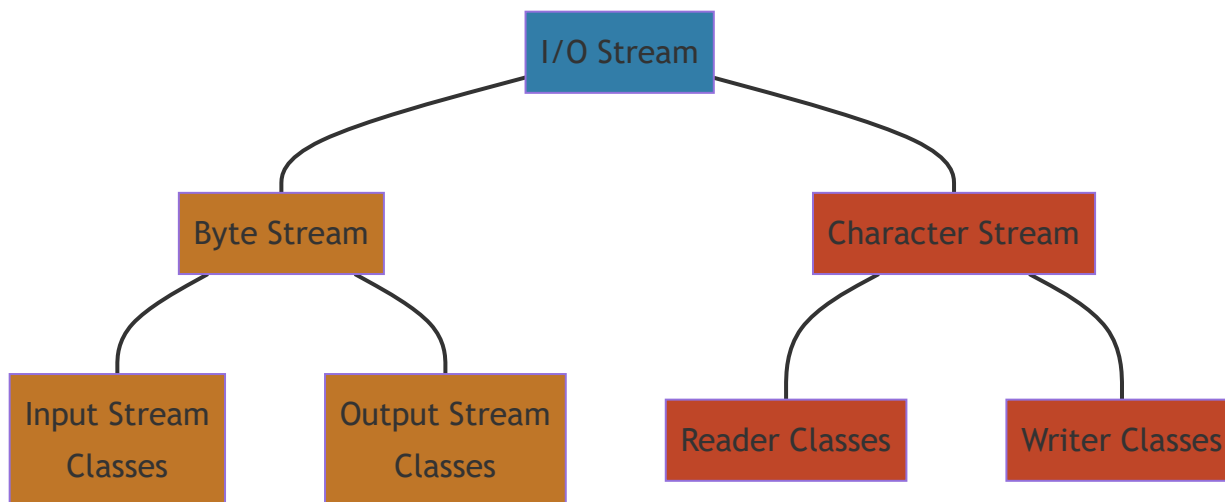 I/O Stream
Byte Stream
Character Stream
Input Stream
Classes
Output Stream
Classes
Reader Classes
Writer Classes